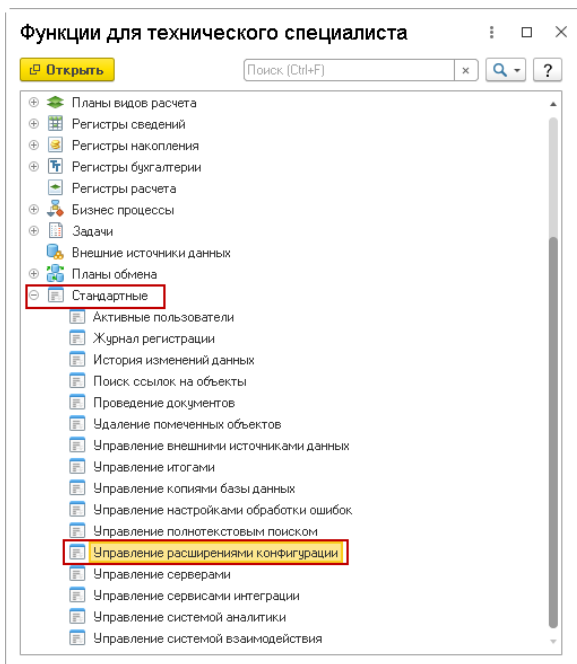 Функции для технического специалиста
Открыть
Поиск (Ctrl+F)
×
?
Планы видов расчета
Регистры сведений
Регистры накопления
Регистры бухгалтерии
Регистры расчета
Бизнес процессы
Задачи
Внешние источники данных
Планы обмена
Стандартные
Активные пользователи
Журнал регистрации
История изменений данных
Поиск ссылок на объекты
Проведение документов
Удаление помеченных объектов
Управление внешними источниками данных
Управление итогами
Управление копиями базы данных
Управление настройками обработки ошибок
Управление полнотекстовым поиском
Управление расширениями конфигурации
Управление серверами
Управление сервисами интеграции
Управление системой аналитики
Управление системой взаимодействия